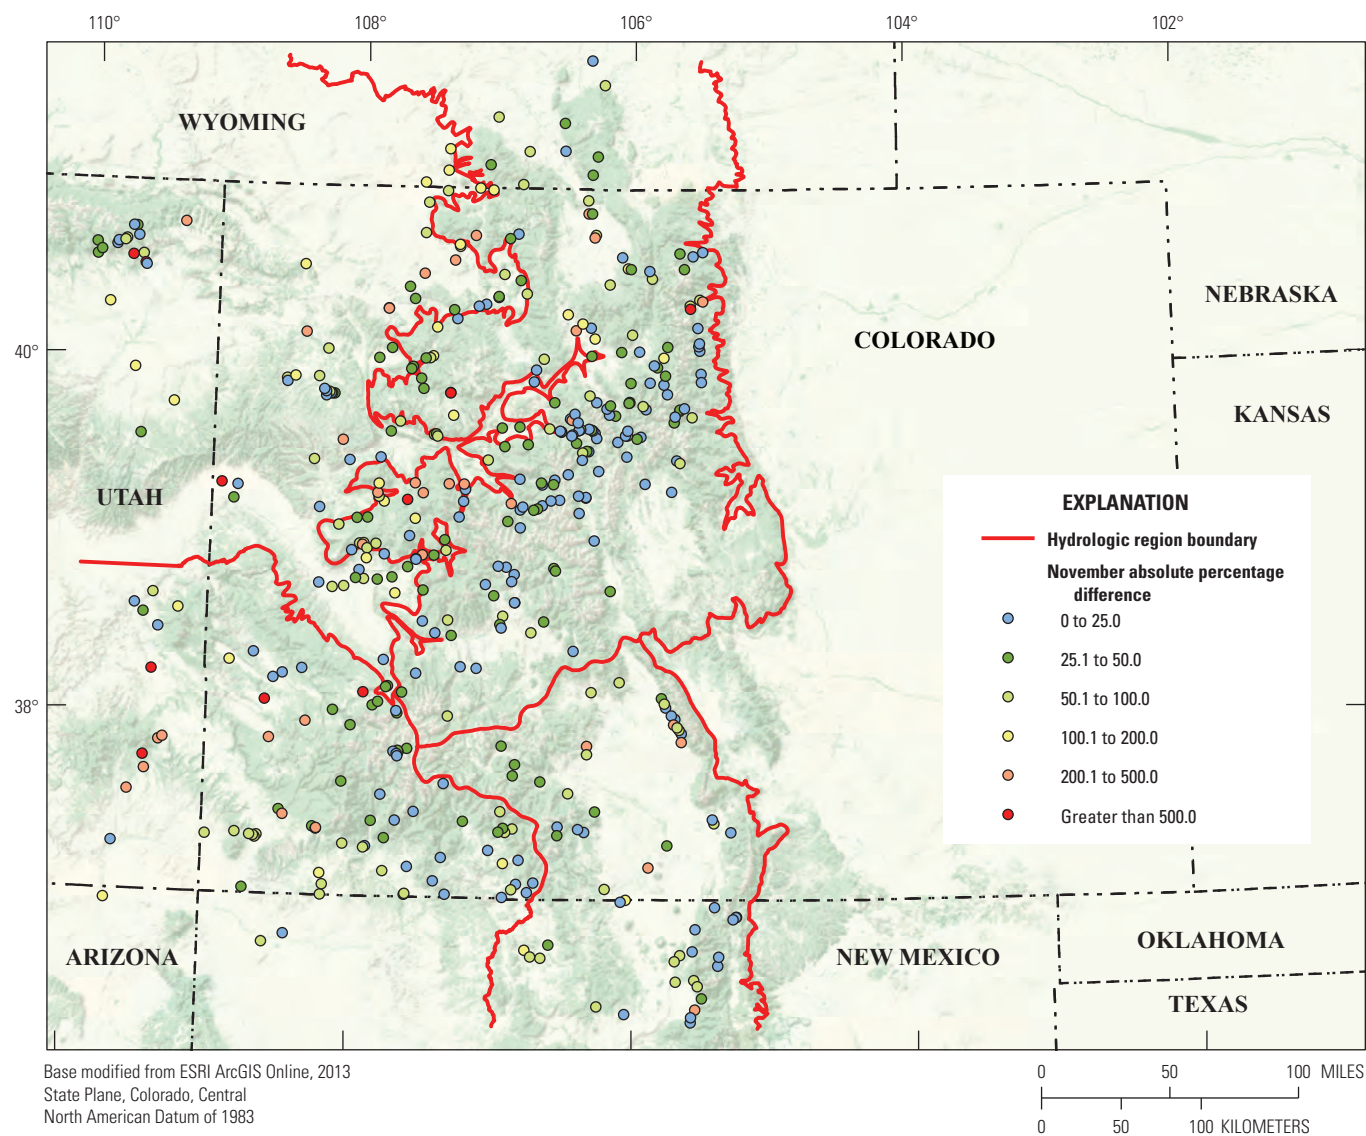 110°
108°
106°
104°
102°
WYOMING
NEBRASKA
COLORADO
40°
KANSAS
UTAH
EXPLANATION
Hydrologic region boundary
November absolute percentage
difference
0 to 25.0
25.1 to 50.0
50.1 to 100.0
100.1 to 200.0
200.1 to 500.0
Greater than 500.0
38°
ARIZONA
NEW MEXICO
OKLAHOMA
TEXAS
Base modified from ESRI ArcGIS Online, 2013
State Plane, Colorado, Central
North American Datum of 1983
0 50 100 MILES
0 50 100 KILOMETERS